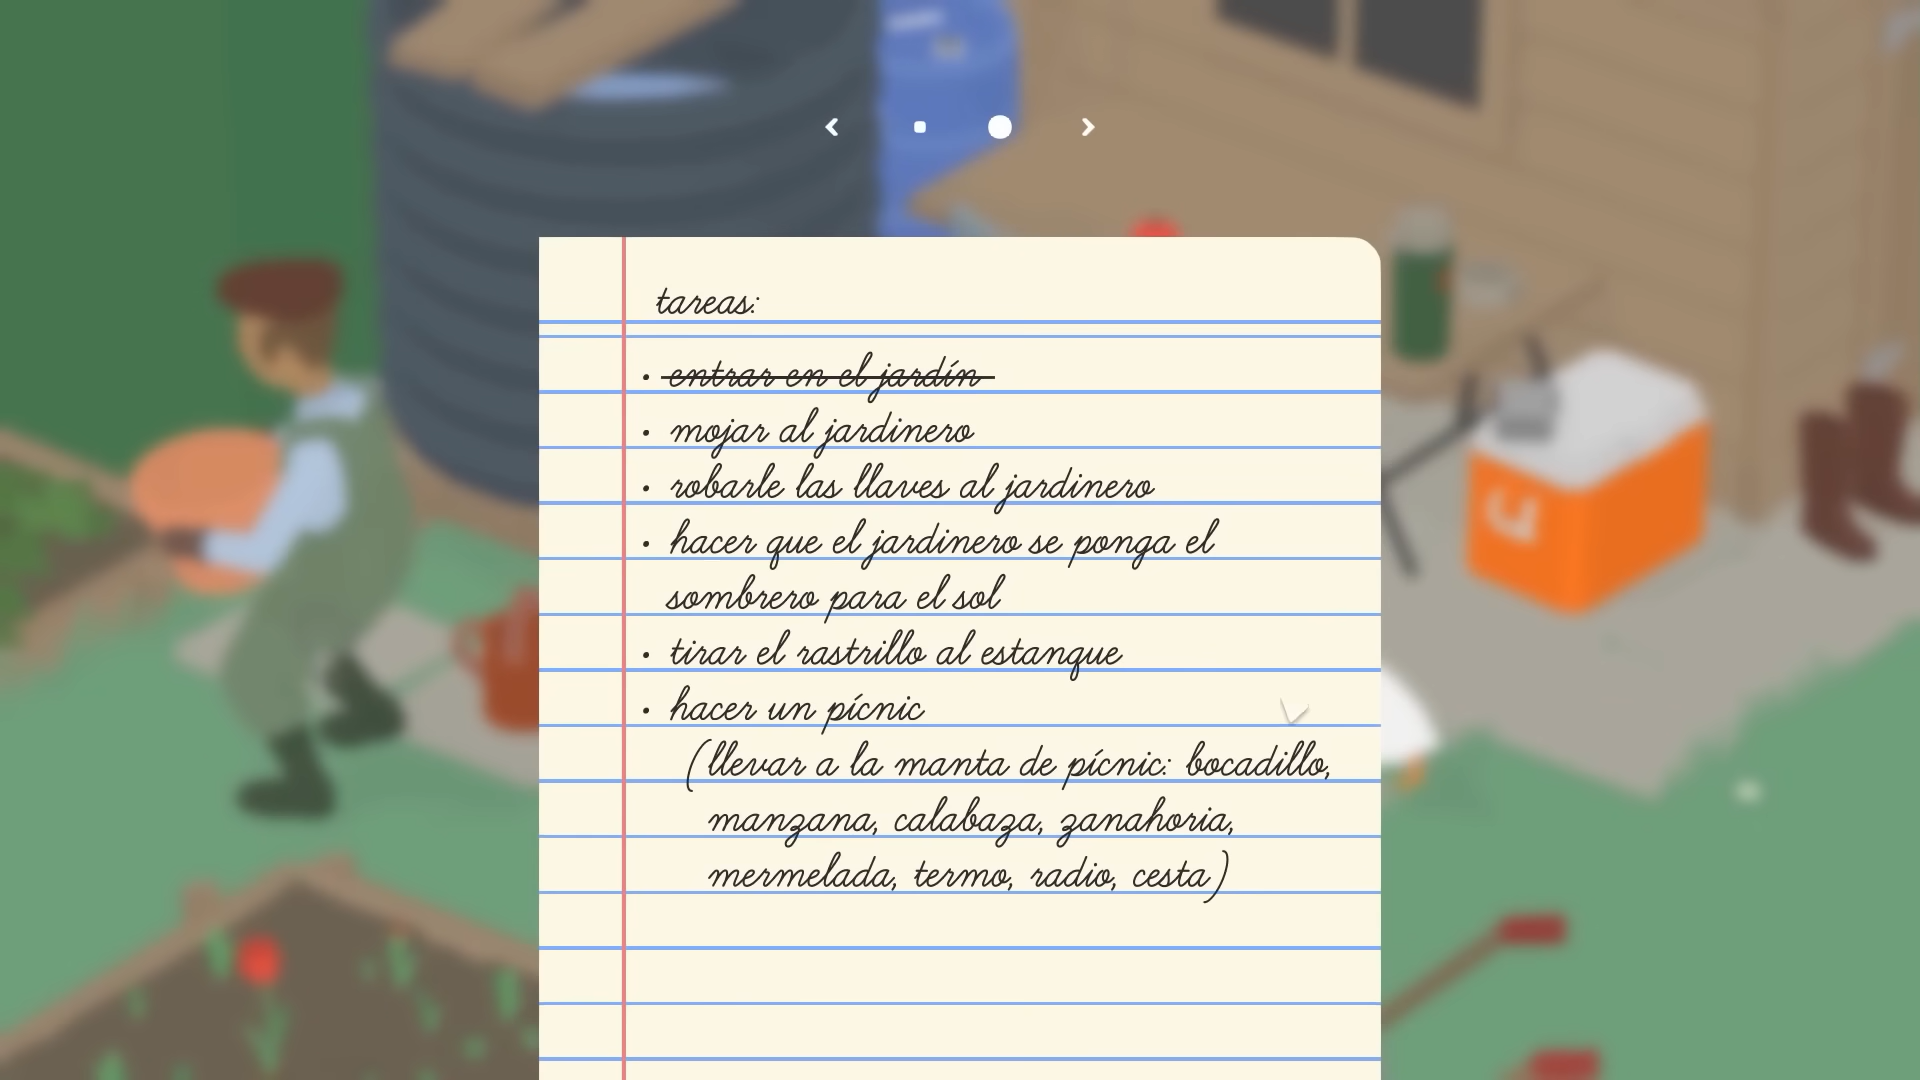 tareas:
• entrar en el jardín
• mojar al jardinero
• robarle las llaves al jardinero
• hacer que el jardinero se ponga el
sombrero para el sol
• tirar el rastrillo al estanque
• hacer un pícnic
(llevar a la manta de pícnic: bocadillo,
manzana, calabaza, zanahoria,
mermelada, termo, radio, cesta)